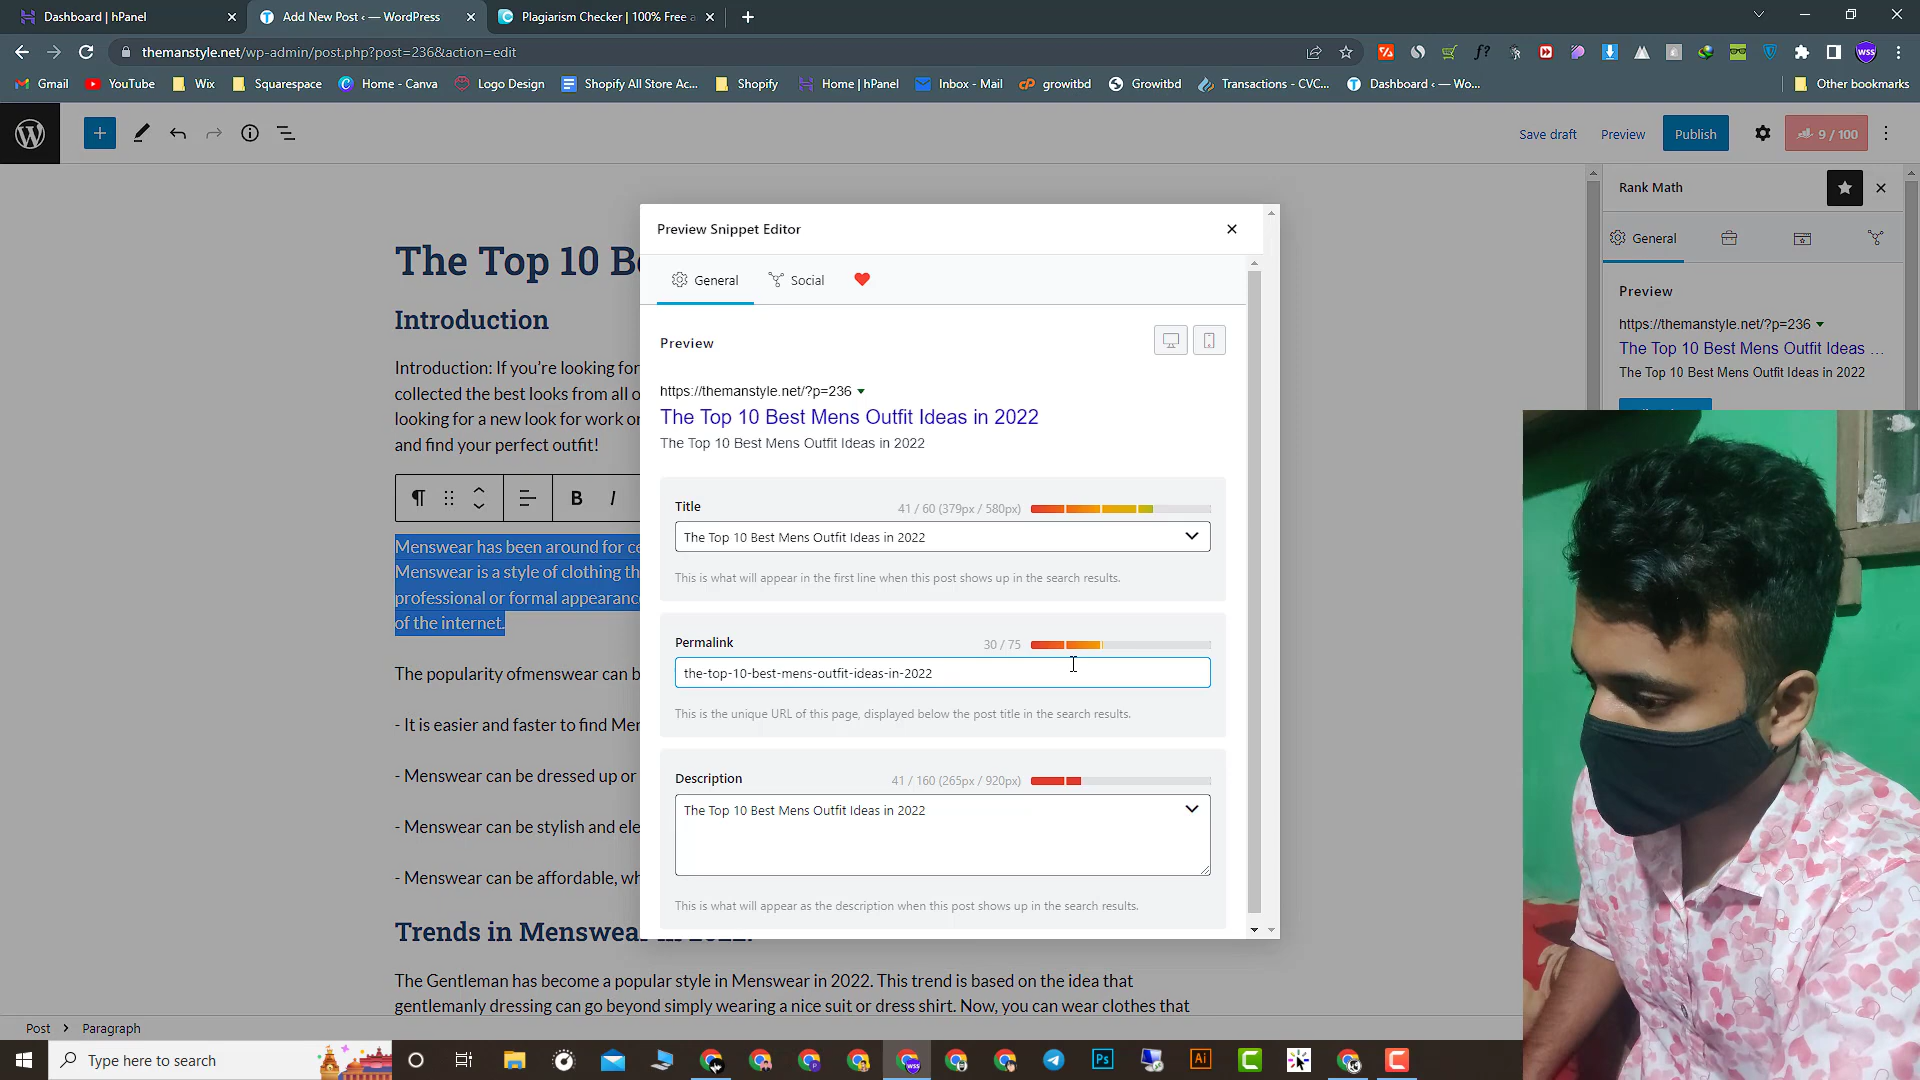 Dashboard | hPanel
Add New Post ‹ — WordPress
Plagiarism Checker | 100% Free a
themanstyle.net/wp-admin/post.php?post=236&action=edit
Gmail
YouTube
Wix
Squarespace
Home - Canva
Logo Design
Shopify All Store Ac...
Shopify
Home | hPanel
Inbox - Mail
growitbd
Growitbd
Transactions - CVC...
Dashboard ‹ — Wo...
Other bookmarks
Save draft
Preview
Publish
9 / 100
Rank Math
General
Preview
https://themanstyle.net/?p=236
The Top 10 Best Mens Outfit Ideas ...
The Top 10 Best Mens Outfit Ideas in 2022
The Top 10 B
Introduction
Introduction: If you're looking for
collected the best looks from all o
looking for a new look for work or
and find your perfect outfit!
B I
Menswear has been around for ce
Menswear is a style of clothing th
professional or formal appearance
of the internet.
The popularity ofmenswear can b
- It is easier and faster to find Men
- Menswear can be dressed up or
- Menswear can be stylish and ele
- Menswear can be affordable, wh
Trends in Menswear in 2022.
The Gentleman has become a popular style in Menswear in 2022. This trend is based on the idea that
gentlemanly dressing can go beyond simply wearing a nice suit or dress shirt. Now, you can wear clothes that
Preview Snippet Editor
General
Social
Preview
https://themanstyle.net/?p=236
The Top 10 Best Mens Outfit Ideas in 2022
The Top 10 Best Mens Outfit Ideas in 2022
Title
41 / 60 (379px / 580px)
The Top 10 Best Mens Outfit Ideas in 2022
This is what will appear in the first line when this post shows up in the search results.
Permalink
30 / 75
the-top-10-best-mens-outfit-ideas-in-2022
This is the unique URL of this page, displayed below the post title in the search results.
Description
41 / 160 (265px / 920px)
The Top 10 Best Mens Outfit Ideas in 2022
This is what will appear as the description when this post shows up in the search results.
Post
Paragraph
Type here to search
Ps
Ai